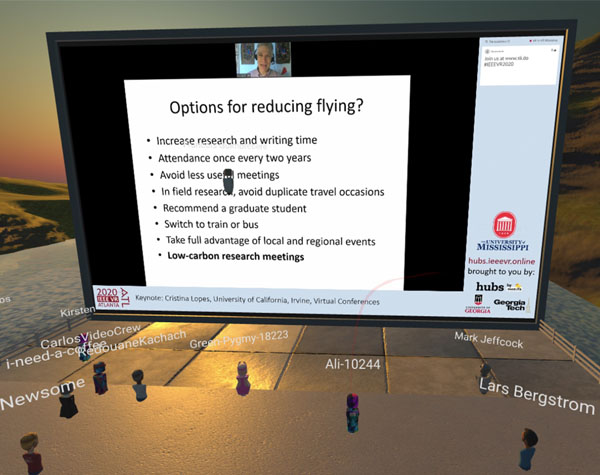 Options for reducing flying?
• Increase research and writing time
• Attendance once every two years
• Avoid less meetings
• In field research, avoid duplicate travel occasions
• Recommend a graduate student
• Switch to train or bus
• Take full advantage of local and regional events
• Low-carbon research meetings
Join us at www.
#IEEEVR2020
THE UNIVERSITY of
MISSISSIPPI
hubs.ieeevr.online
brought to you by:
hubs by
UNIVERSITY OF
GEORGIA
Georgia
Tech
2020
IEEE VR
ATLANTA
ATL
Keynote: Cristina Lopes, University of California, Irvine, Virtual Conferences
os
Kirsten
CarlosVideoCrew
i-need-a-coffee
RedouaneKachach
Green-Pygmy-18223
Mark Jeffcock
Ali-10244
Newsome
Lars Bergstrom